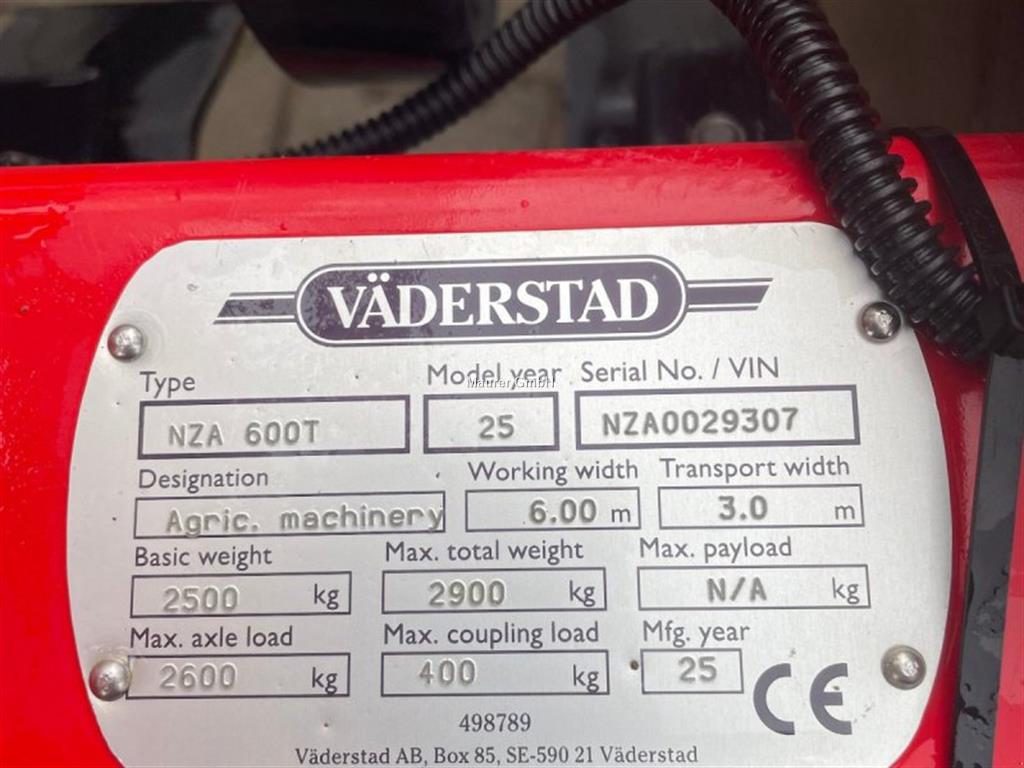 VÄDERSTAD
Type Model year Serial No. / VIN
Maurer GmbH
NZA 600T 25 NZA0029307
Designation Working width Transport width
Agric. machinery 6.00 m 3.0 m
Basic weight Max. total weight Max. payload
2500 kg 2900 kg N/A kg
Max. axle load Max. coupling load Mfg. year
2600 kg 400 kg 25
CE
498789
Väderstad AB, Box 85, SE-590 21 Väderstad